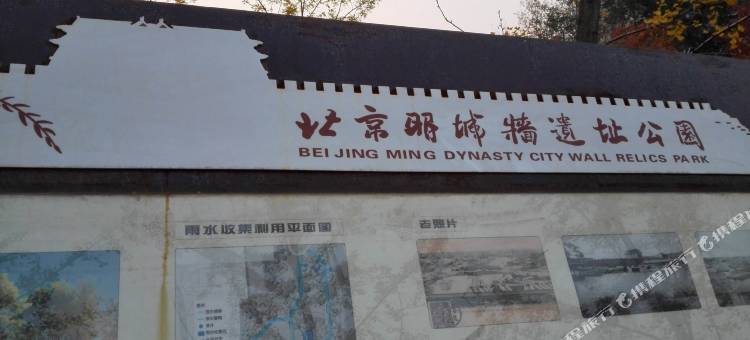 北京明城墙遗址公園
BEI JING MING DYNASTY CITY WALL RELICS PARK
雨水收集利用平面图
老照片
携程旅行
携程旅行